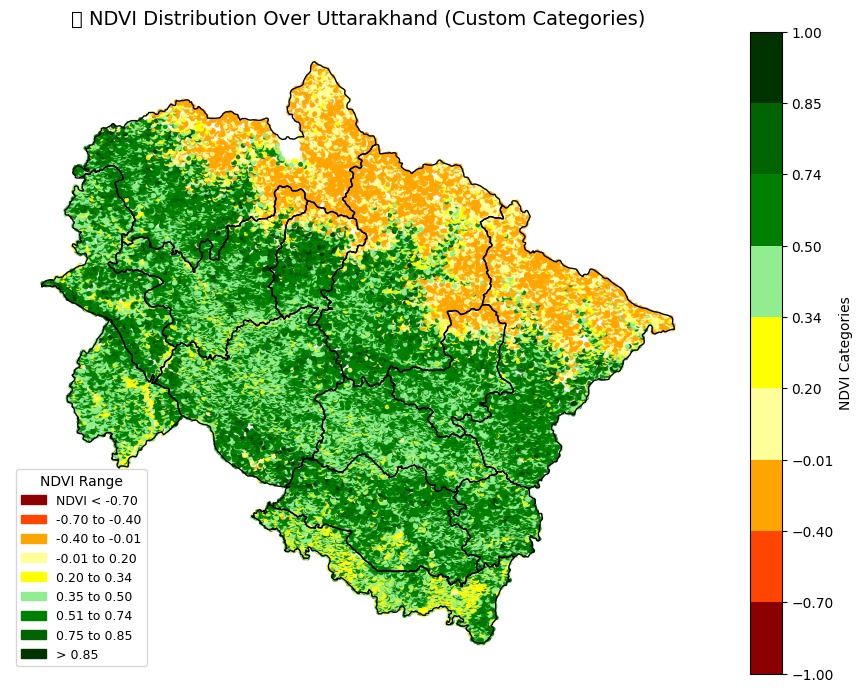 NDVI Distribution Over Uttarakhand (Custom Categories)
1.00
0.85
0.74
0.50
0.34
0.20
−0.01
−0.40
−0.70
−1.00
NDVI Categories
NDVI Range
NDVI < -0.70
-0.70 to -0.40
-0.40 to -0.01
-0.01 to 0.20
0.20 to 0.34
0.35 to 0.50
0.51 to 0.74
0.75 to 0.85
> 0.85